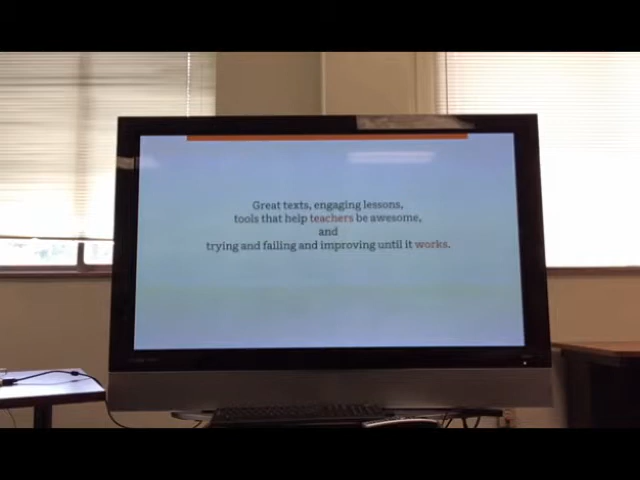 Great texts, engaging lessons,
tools that help teachers be awesome,
and
trying and failing and improving until it works.